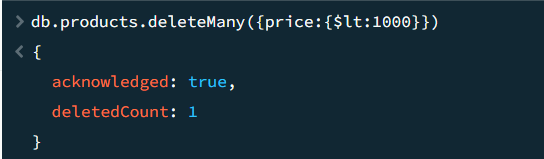 > db.products.deleteMany({price:{$lt:1000}})
< {
acknowledged: true,
deletedCount: 1
}